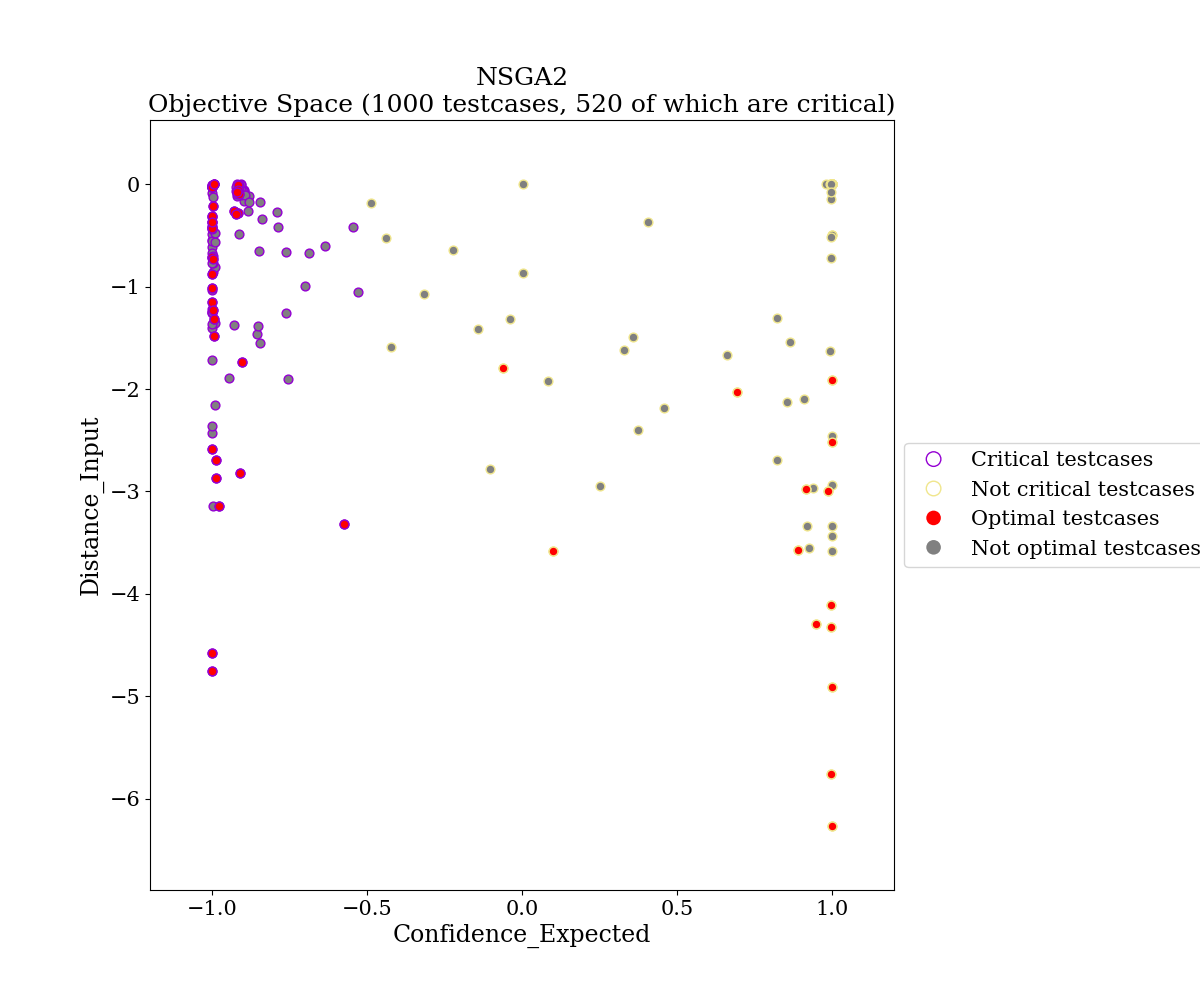 NSGA2
Objective Space (1000 testcases, 520 of which are critical)
0
−1
−2
−3
−4
−5
−6
Distance_Input
−1.0
−0.5
0.0
0.5
1.0
Confidence_Expected
Critical testcases
Not critical testcases
Optimal testcases
Not optimal testcases